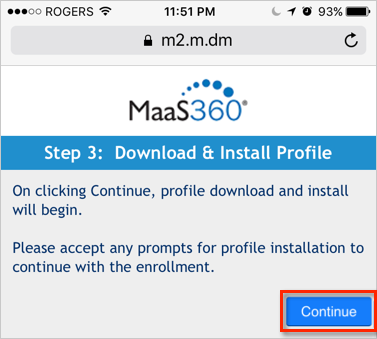 ROGERS 11:51 PM 93%
m2.m.dm
MaaS360®
Step 3: Download & Install Profile
On clicking Continue, profile download and install
will begin.
Please accept any prompts for profile installation to
continue with the enrollment.
Continue